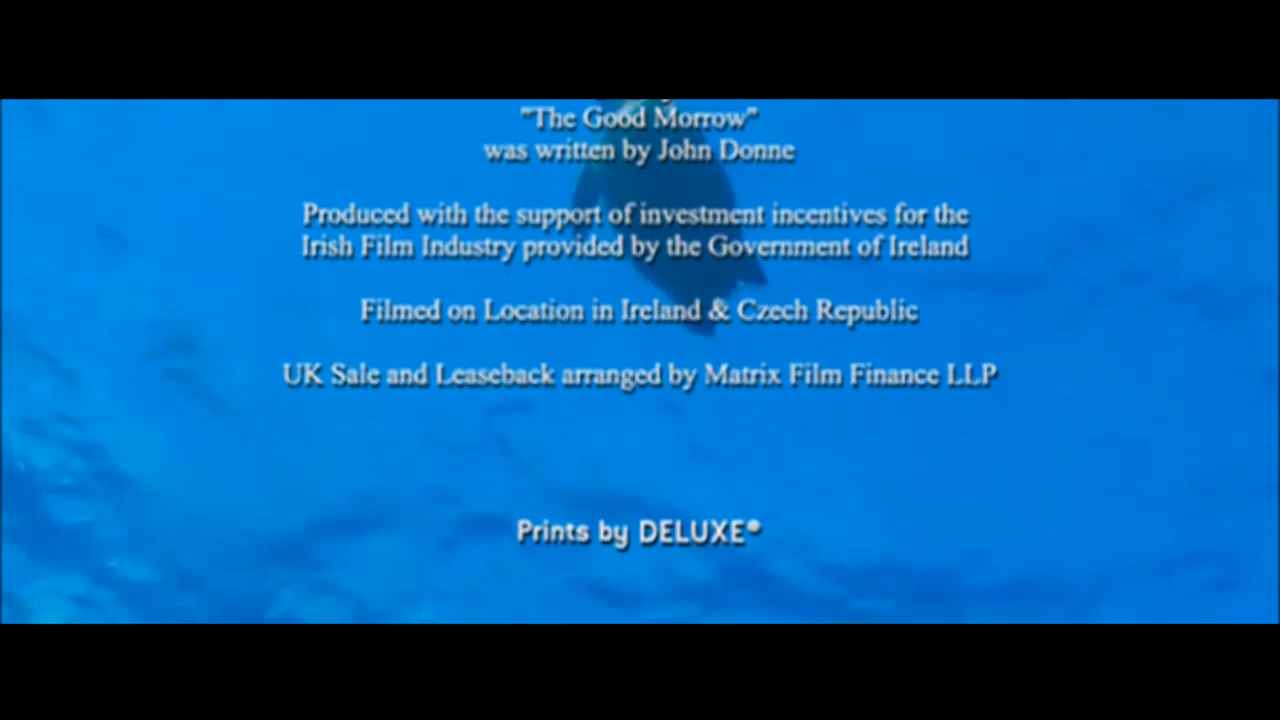 "The Good Morrow"
was written by John Donne
Produced with the support of investment incentives for the
Irish Film Industry provided by the Government of Ireland
Filmed on Location in Ireland & Czech Republic
UK Sale and Leaseback arranged by Matrix Film Finance LLP
Prints by DELUXE®